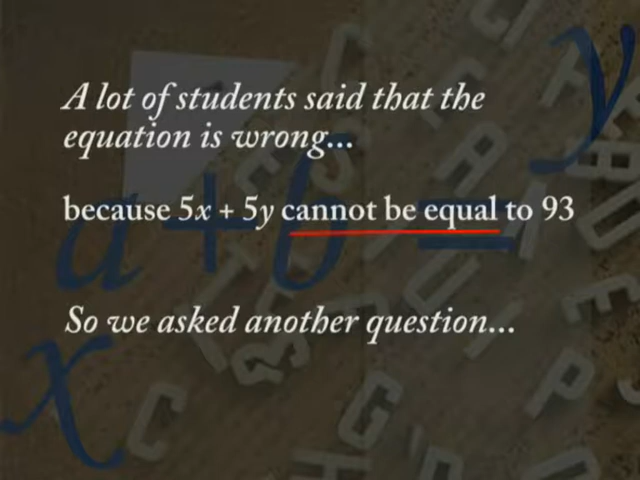 A lot of students said that the
equation is wrong...
because 5x + 5y cannot be equal to 93
So we asked another question...
a + b =
y
x